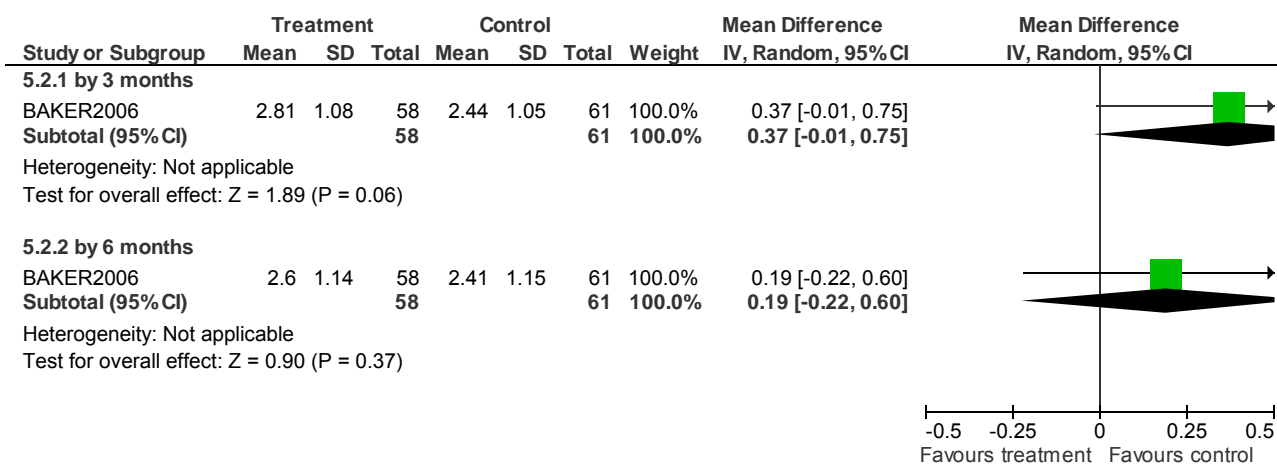 Treatment Control Mean Difference Mean Difference
Study or Subgroup Mean SD Total Mean SD Total Weight IV, Random, 95% CI IV, Random, 95% CI
5.2.1 by 3 months
BAKER2006 2.81 1.08 58 2.44 1.05 61 100.0% 0.37 [-0.01, 0.75]
Subtotal (95% CI) 58 61 100.0% 0.37 [-0.01, 0.75]
Heterogeneity: Not applicable
Test for overall effect: Z = 1.89 (P = 0.06)
5.2.2 by 6 months
BAKER2006 2.6 1.14 58 2.41 1.15 61 100.0% 0.19 [-0.22, 0.60]
Subtotal (95% CI) 58 61 100.0% 0.19 [-0.22, 0.60]
Heterogeneity: Not applicable
Test for overall effect: Z = 0.90 (P = 0.37)
-0.5 -0.25 0 0.25 0.5
Favours treatment Favours control